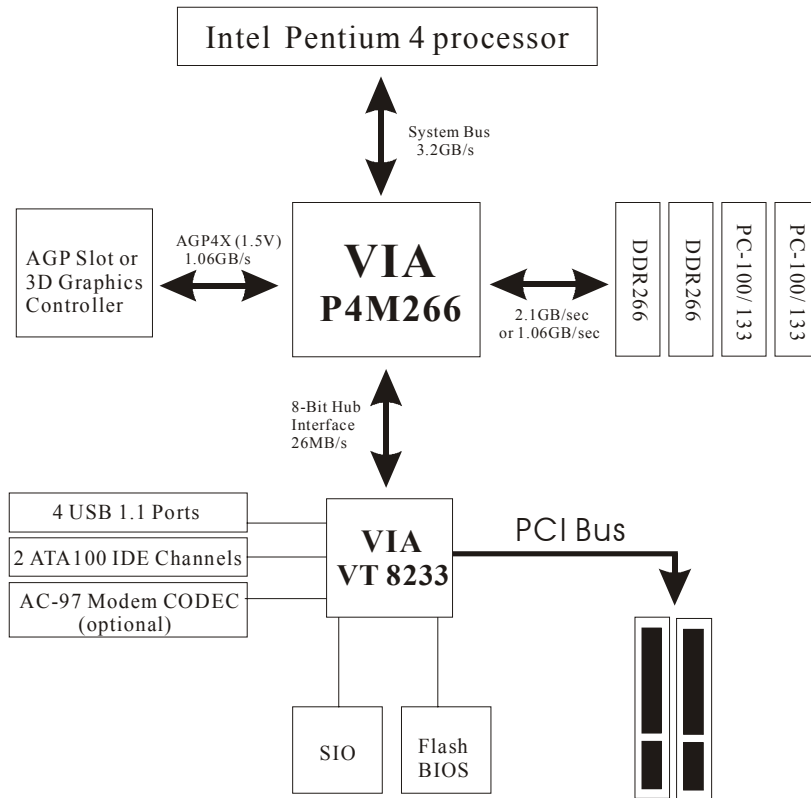 Intel Pentium 4 processor
System Bus
3.2GB/s
AGP Slot or
3D Graphics
Controller
AGP4X (1.5V)
1.06GB/s
VIA
P4M266
2.1GB/sec
or 1.06GB/sec
DDR266
DDR266
PC-100/133
PC-100/133
8-Bit Hub
Interface
26MB/s
4 USB 1.1 Ports
2 ATA100 IDE Channels
AC-97 Modem CODEC
(optional)
VIA
VT 8233
PCI Bus
SIO
Flash
BIOS